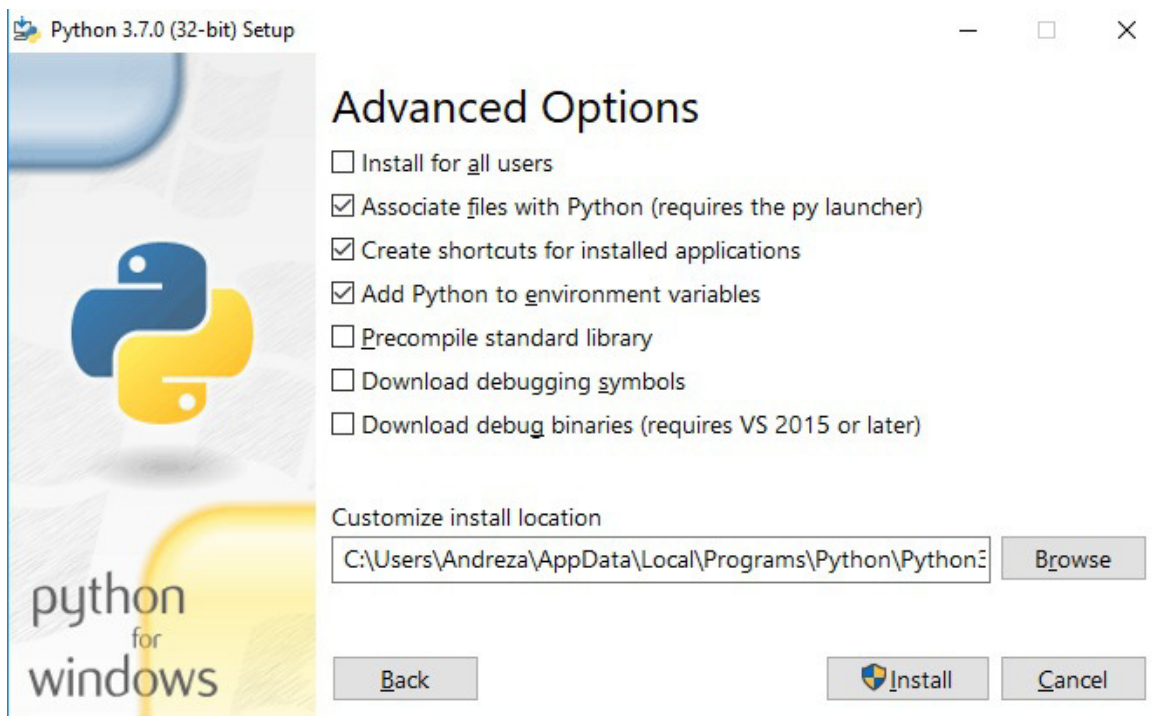 Python 3.7.0 (32-bit) Setup
Advanced Options
Install for all users
Associate files with Python (requires the py launcher)
Create shortcuts for installed applications
Add Python to environment variables
Precompile standard library
Download debugging symbols
Download debug binaries (requires VS 2015 or later)
Customize install location
C:\Users\Andreza\AppData\Local\Programs\Python\Python3
Browse
python
for
windows
Back
Install
Cancel